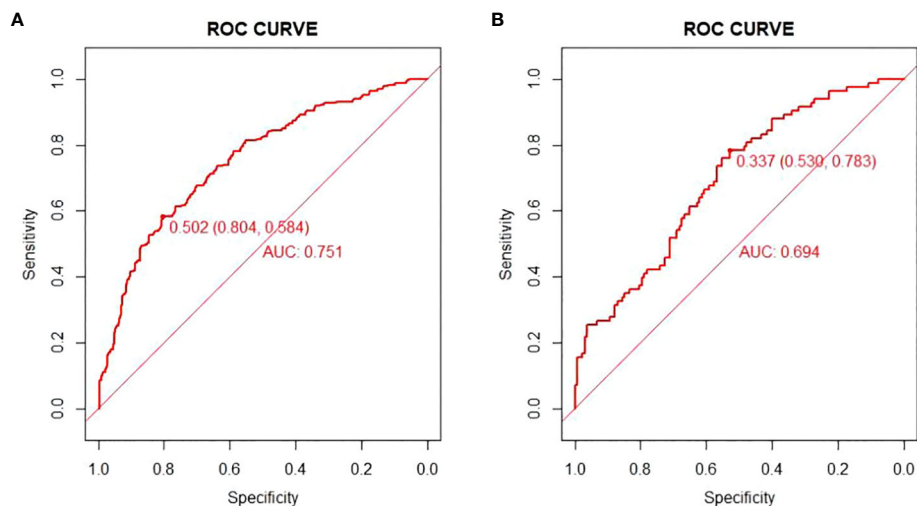 A
ROC CURVE
Sensitivity
1.0
0.8
0.6
0.4
0.2
0.0
0.502 (0.804, 0.584)
AUC: 0.751
1.0 0.8 0.6 0.4 0.2 0.0
Specificity
B
ROC CURVE
Sensitivity
1.0
0.8
0.6
0.4
0.2
0.0
0.337 (0.530, 0.783)
AUC: 0.694
1.0 0.8 0.6 0.4 0.2 0.0
Specificity